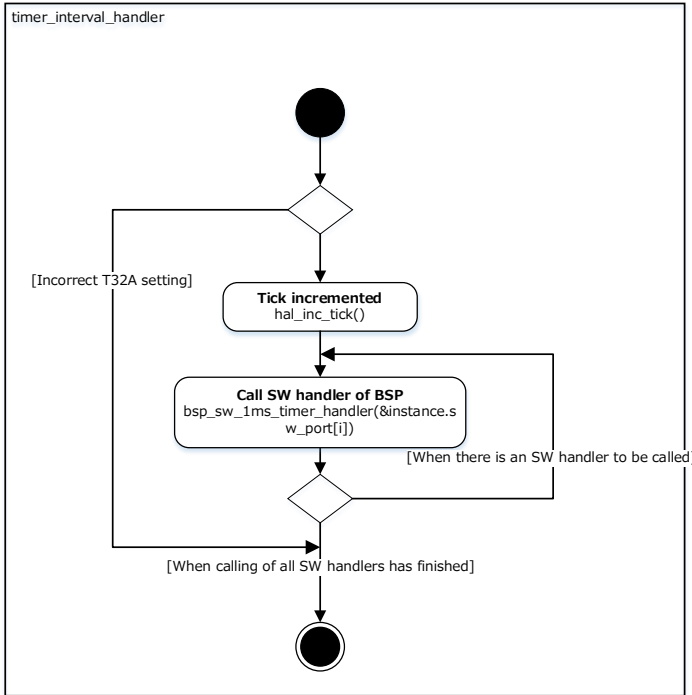 timer_interval_handler
[Incorrect T32A setting]
Tick incremented
hal_inc_tick()
Call SW handler of BSP
bsp_sw_1ms_timer_handler(&instance.s
w_port[i])
[When there is an SW handler to be called]
[When calling of all SW handlers has finished]